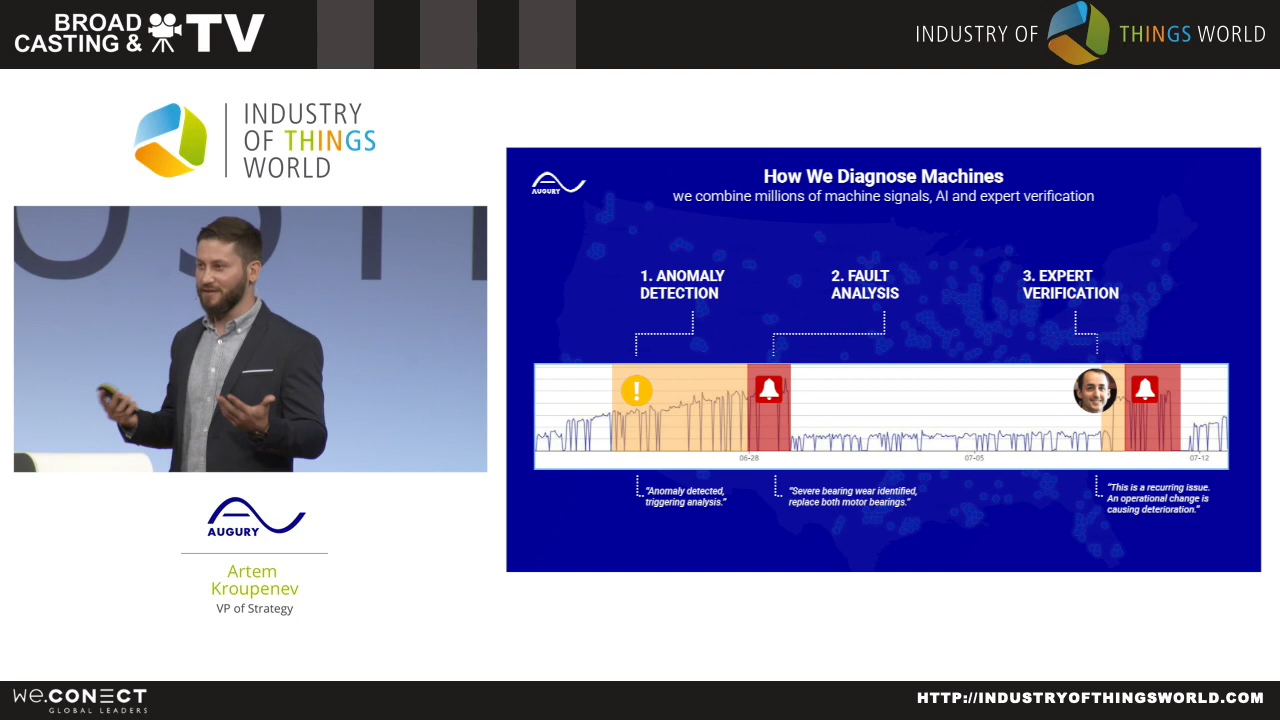 BROAD
CASTING & TV
INDUSTRY OF THINGS WORLD
INDUSTRY
OF THINGS
WORLD
AUGURY
How We Diagnose Machines
we combine millions of machine signals, AI and expert verification
1. ANOMALY
DETECTION
2. FAULT
ANALYSIS
3. EXPERT
VERIFICATION
!
06-28
07-05
07-12
"Anomaly detected,
triggering analysis."
"Severe bearing wear identified,
replace both motor bearings."
"This is a recurring issue.
An operational change is
causing deterioration."
AUGURY
Artem
Kroupenev
VP of Strategy
we.CONECT
GLOBAL LEADERS
HTTP://INDUSTRYOFTHINGSWORLD.COM